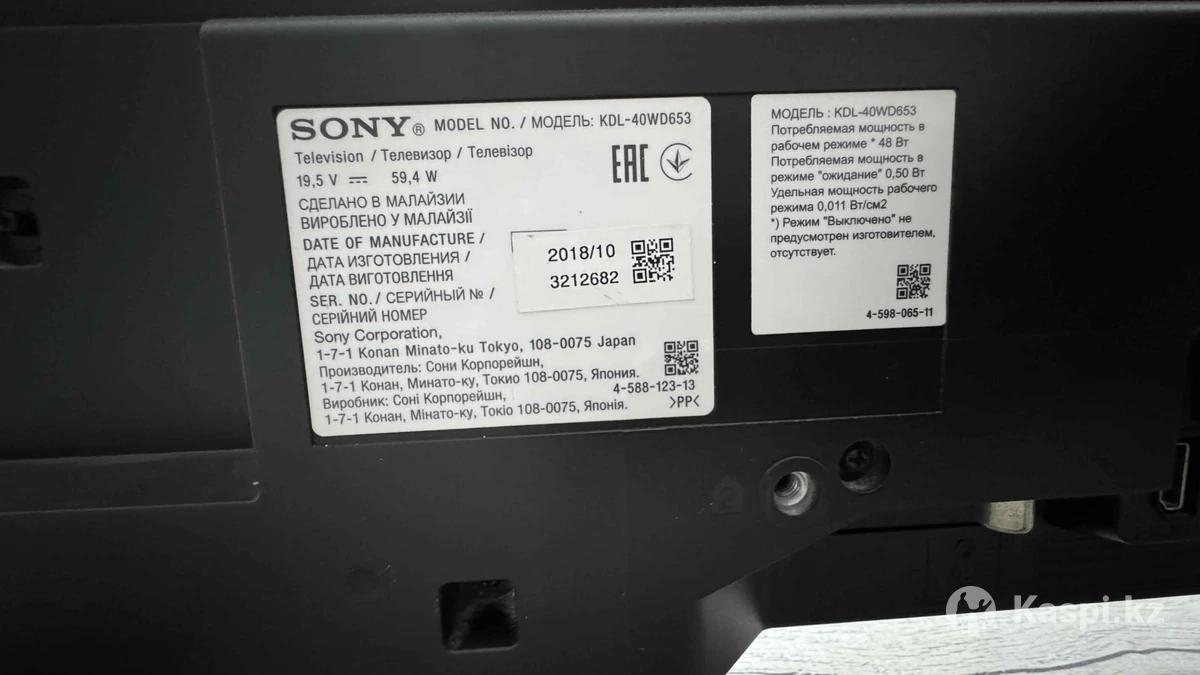 SONY® MODEL NO. / МОДЕЛЬ: KDL-40WD653
Television / Телевизор / Телевізор
19,5 V ⎓ 59,4 W
EAC
СДЕЛАНО В МАЛАЙЗИИ
ВИРОБЛЕНО У МАЛАЙЗІЇ
DATE OF MANUFACTURE /
ДАТА ИЗГОТОВЛЕНИЯ /
ДАТА ВИГОТОВЛЕННЯ
2018/10
SER. NO. / СЕРИЙНЫЙ № /
СЕРІЙНИЙ НОМЕР
3212682
Sony Corporation,
1-7-1 Konan Minato-ku Tokyo, 108-0075 Japan
Производитель: Сони Корпорейшн,
1-7-1 Конан, Минато-ку, Токио 108-0075, Япония.
Виробник: Соні Корпорейшн,
1-7-1 Конан, Мінато-ку, Токіо 108-0075, Японія.
4-588-123-13
>PP<
МОДЕЛЬ : KDL-40WD653
Потребляемая мощность в
рабочем режиме * 48 Вт
Потребляемая мощность в
режиме "ожидание" 0,50 Вт
Удельная мощность рабочего
режима 0,011 Вт/см2
*) Режим "Выключено" не
предусмотрен изготовителем,
отсутствует.
4-598-065-11
2
Kaspi.kz